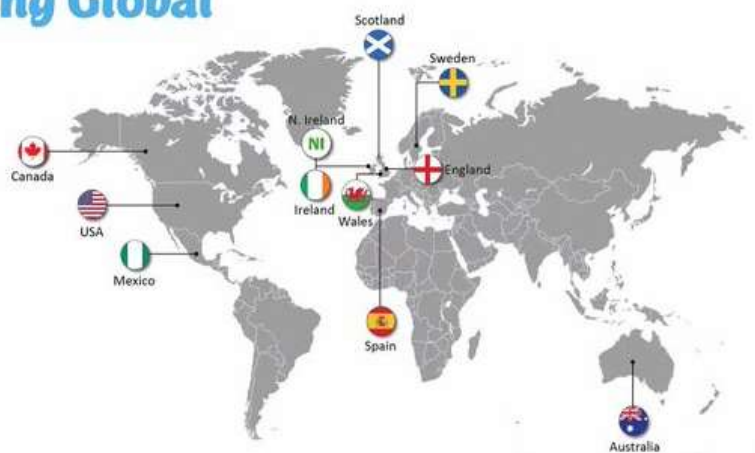 ng Global
Scotland
Sweden
N. Ireland
NI
England
Canada
Ireland
Wales
USA
Mexico
Spain
Australia